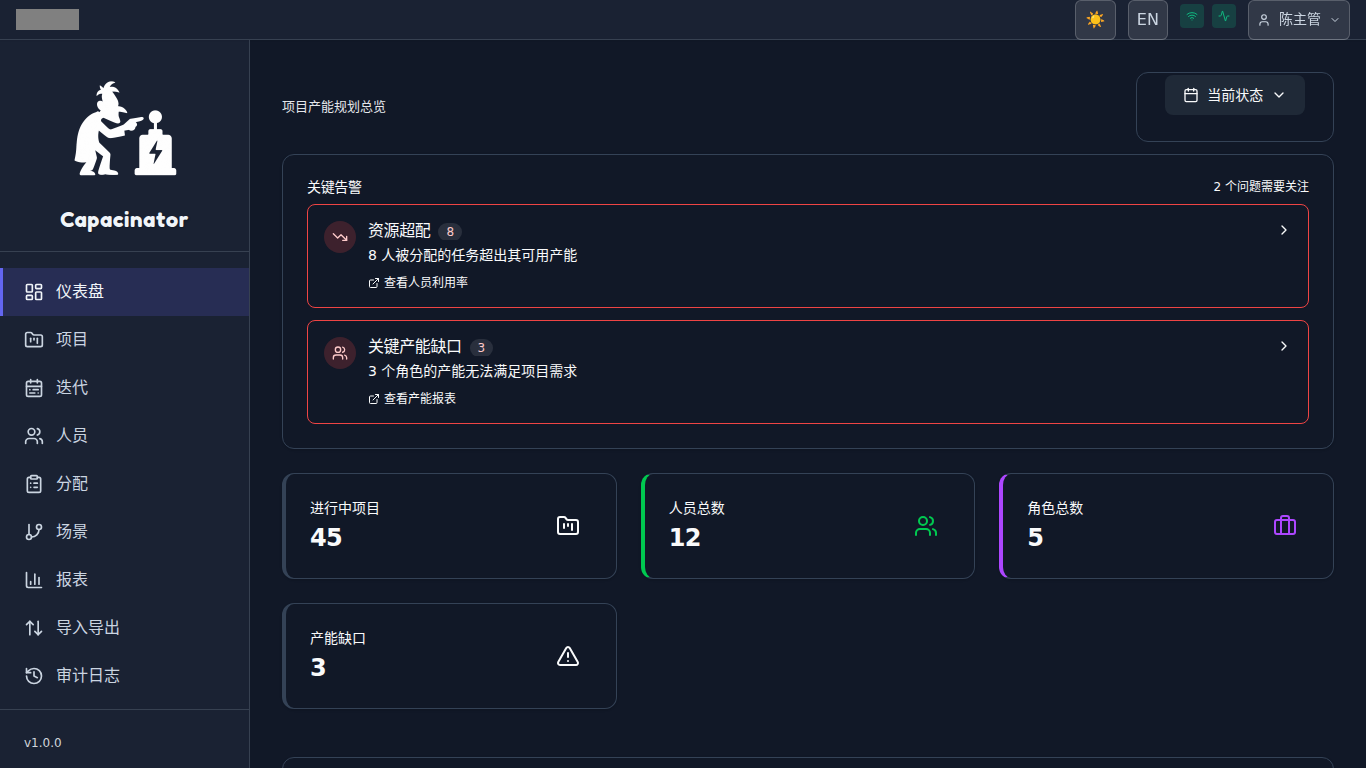 EN
陈主管
Capacinator
仪表盘
项目
迭代
人员
分配
场景
报表
导入导出
审计日志
v1.0.0
项目产能规划总览
当前状态
关键告警
2 个问题需要关注
资源超配 8
8 人被分配的任务超出其可用产能
查看人员利用率
关键产能缺口 3
3 个角色的产能无法满足项目需求
查看产能报表
进行中项目
45
人员总数
12
角色总数
5
产能缺口
3